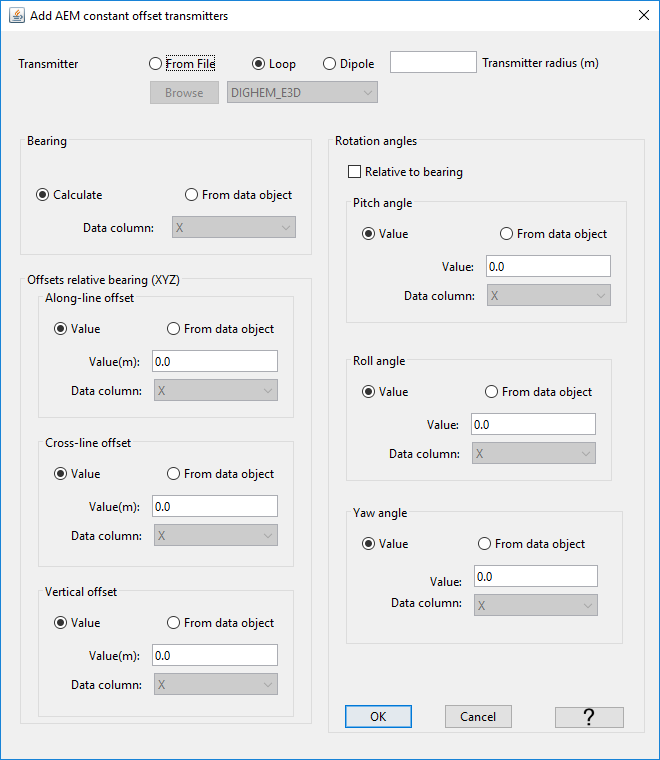 Add AEM constant offset transmitters
Transmitter From File Loop Dipole Transmitter radius (m)
Browse DIGHEM_E3D
Bearing
Calculate From data object
Data column: X
Offsets relative bearing (XYZ)
Along-line offset
Value From data object
Value(m): 0.0
Data column: X
Cross-line offset
Value From data object
Value(m): 0.0
Data column: X
Vertical offset
Value From data object
Value(m): 0.0
Data column: X
Rotation angles
Relative to bearing
Pitch angle
Value From data object
Value: 0.0
Data column: X
Roll angle
Value From data object
Value: 0.0
Data column: X
Yaw angle
Value From data object
Value: 0.0
Data column: X
OK Cancel ?